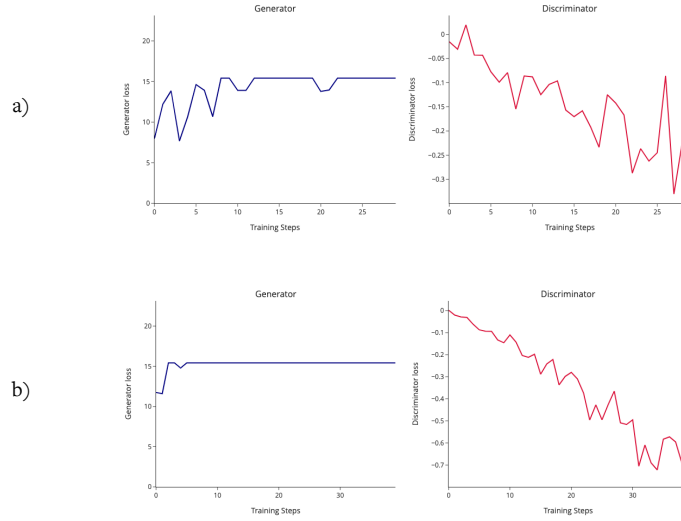 a)
Generator
Generator loss
20
15
10
5
0
0 5 10 15 20 25
Training Steps
Discriminator
Discriminator loss
0
−0.05
−0.1
−0.15
−0.2
−0.25
−0.3
0 5 10 15 20 25
Training Steps
b)
Generator
Generator loss
20
15
10
5
0
0 10 20 30
Training Steps
Discriminator
Discriminator loss
0
−0.1
−0.2
−0.3
−0.4
−0.5
−0.6
−0.7
0 10 20 30
Training Steps